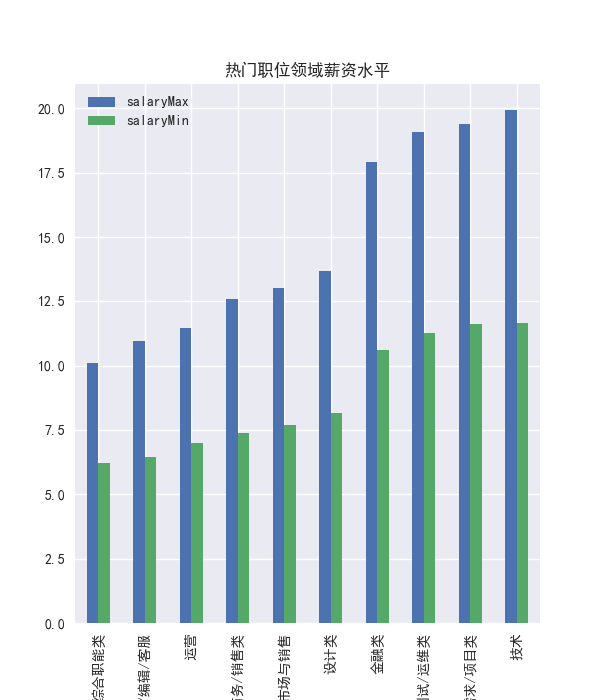 热门职位领域薪资水平
salaryMax
salaryMin
20.0
17.5
15.0
12.5
10.0
7.5
5.0
2.5
0.0
综合职能类
/编辑/客服
运营
务/销售类
市场与销售
设计类
金融类
试/运维类
求/项目类
技术